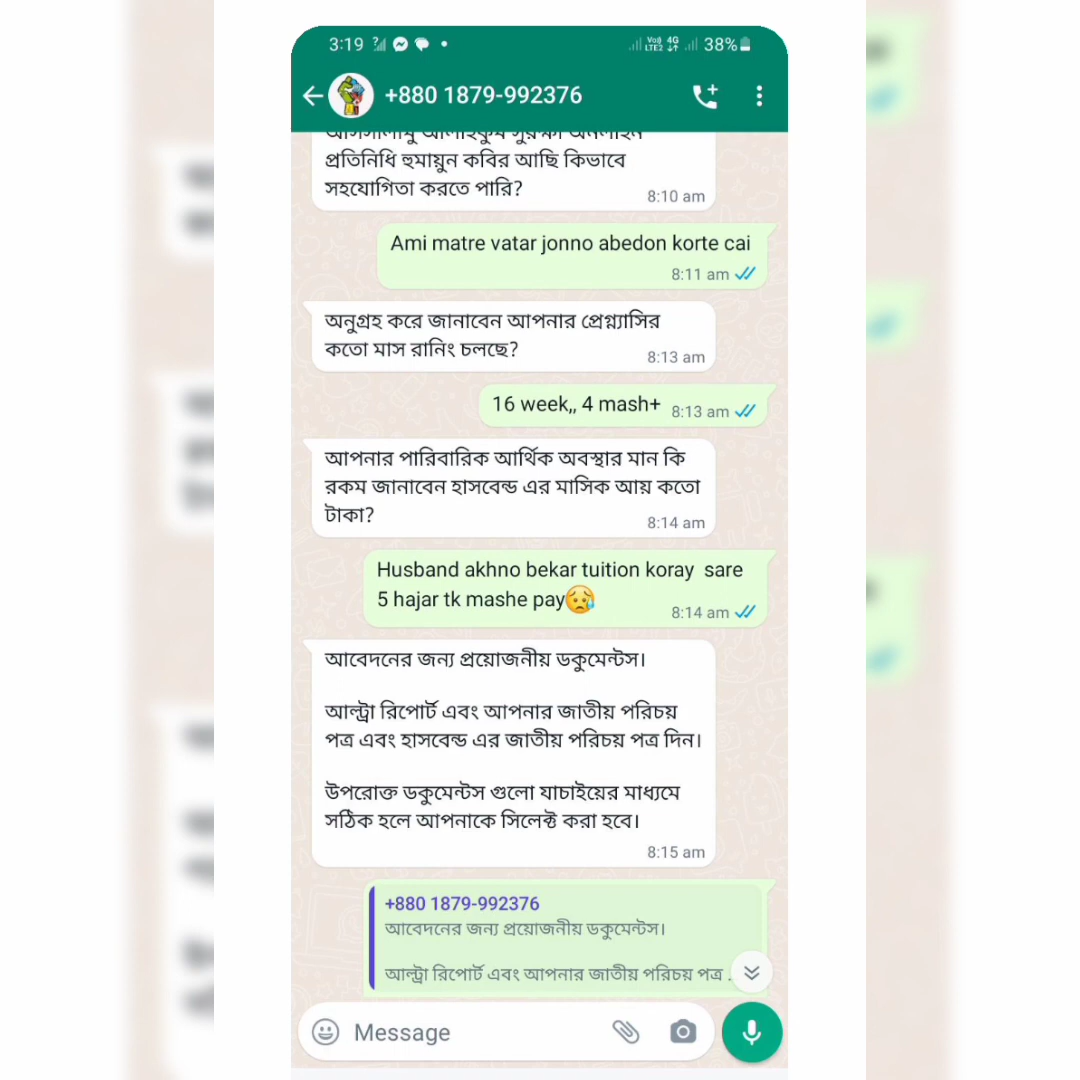 3:19
38%
+880 1879-992376
আসসালামু আলাইকুম সুরক্ষা অনলাইন
প্রতিনিধি হুমায়ুন কবির আছি কিভাবে
সহযোগিতা করতে পারি?
8:10 am
Ami matre vatar jonno abedon korte cai
8:11 am
অনুগ্রহ করে জানাবেন আপনার প্রেগ্ন্যাসির
কতো মাস রানিং চলছে?
8:13 am
16 week,, 4 mash+
8:13 am
আপনার পারিবারিক আর্থিক অবস্থার মান কি
রকম জানাবেন হাসবেন্ড এর মাসিক আয় কতো
টাকা?
8:14 am
Husband akhno bekar tuition koray sare
5 hajar tk mashe pay😥
8:14 am
আবেদনের জন্য প্রয়োজনীয় ডকুমেন্টস।
আল্ট্রা রিপোর্ট এবং আপনার জাতীয় পরিচয়
পত্র এবং হাসবেন্ড এর জাতীয় পরিচয় পত্র দিন।
উপরোক্ত ডকুমেন্টস গুলো যাচাইয়ের মাধ্যমে
সঠিক হলে আপনাকে সিলেক্ট করা হবে।
8:15 am
+880 1879-992376
আবেদনের জন্য প্রয়োজনীয় ডকুমেন্টস।
আল্ট্রা রিপোর্ট এবং আপনার জাতীয় পরিচয় পত্র
Message